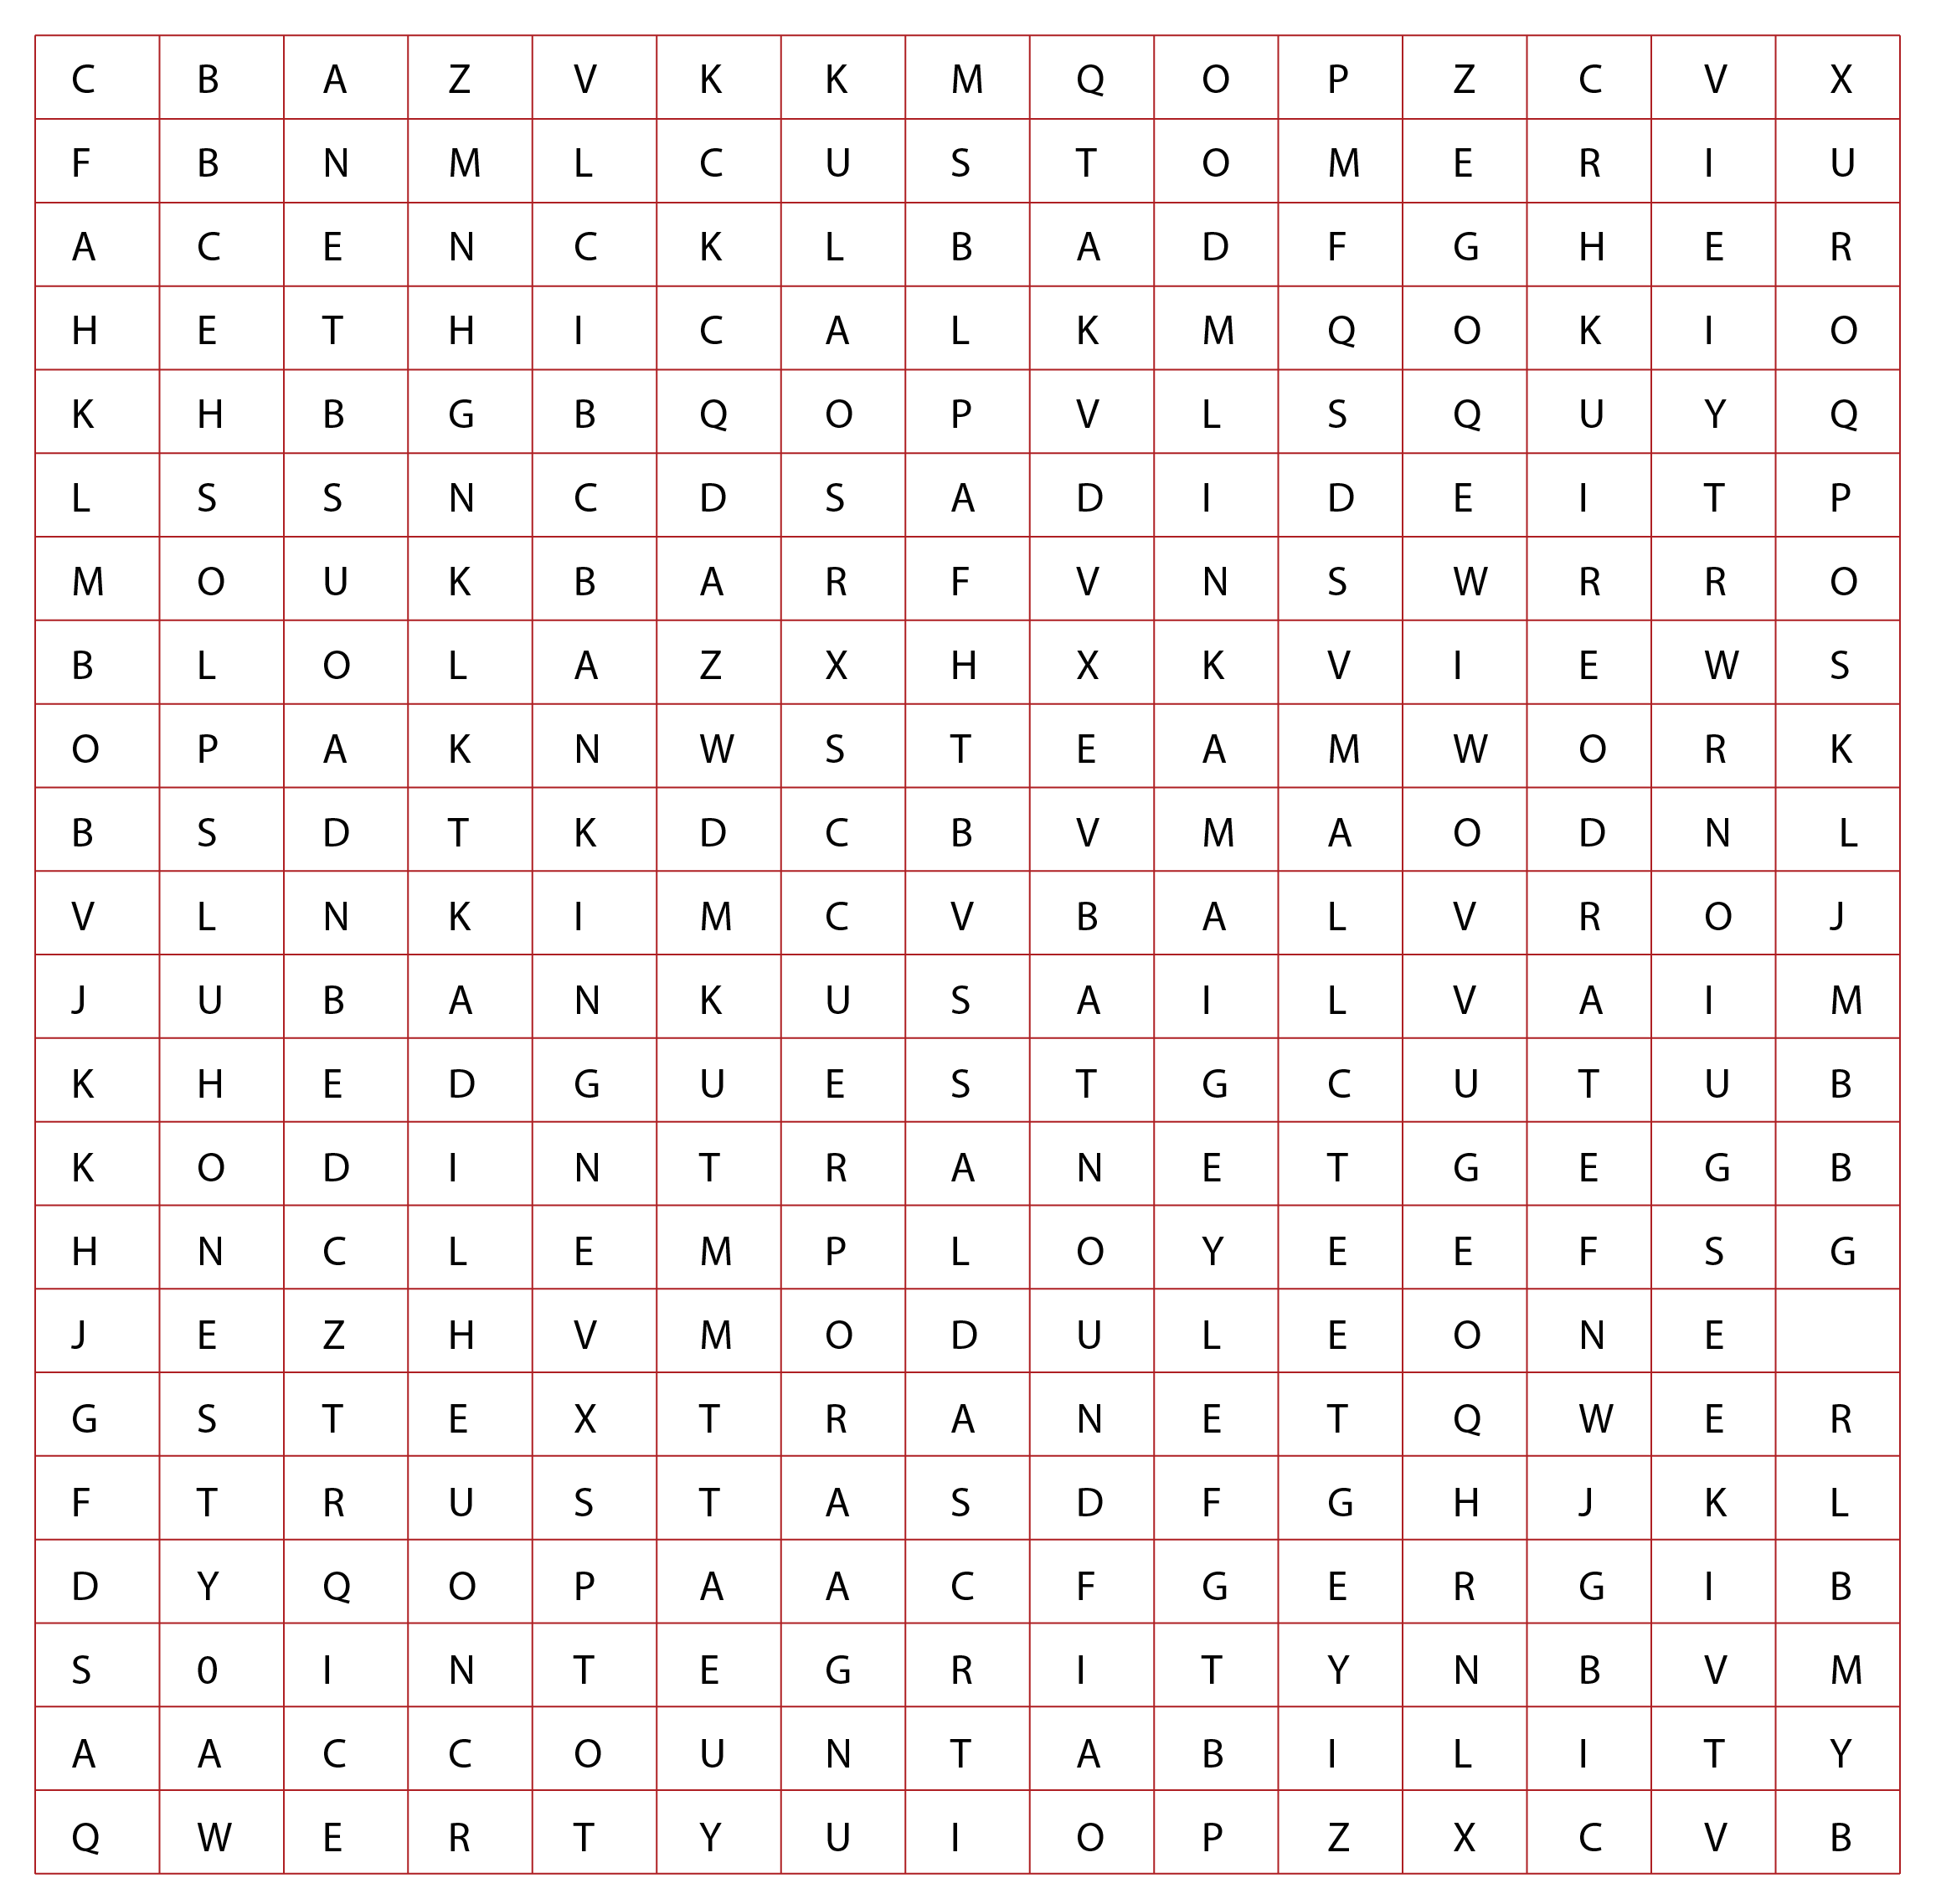 C B A Z V K K M Q O P Z C V X
F B N M L C U S T O M E R I U
A C E N C K L B A D F G H E R
H E T H I C A L K M Q O K I O
K H B G B Q O P V L S Q U Y Q
L S S N C D S A D I D E I T P
M O U K B A R F V N S W R R O
B L O L A Z X H X K V I E W S
O P A K N W S T E A M W O R K
B S D T K D C B V M A O D N L
V L N K I M C V B A L V R O J
J U B A N K U S A I L V A I M
K H E D G U E S T G C U T U B
K O D I N T R A N E T G E G B
H N C L E M P L O Y E E F S G
J E Z H V M O D U L E O N E
G S T E X T R A N E T Q W E R
F T R U S T A S D F G H J K L
D Y Q O P A A C F G E R G I B
S 0 I N T E G R I T Y N B V M
A A C C O U N T A B I L I T Y
Q W E R T Y U I O P Z X C V B